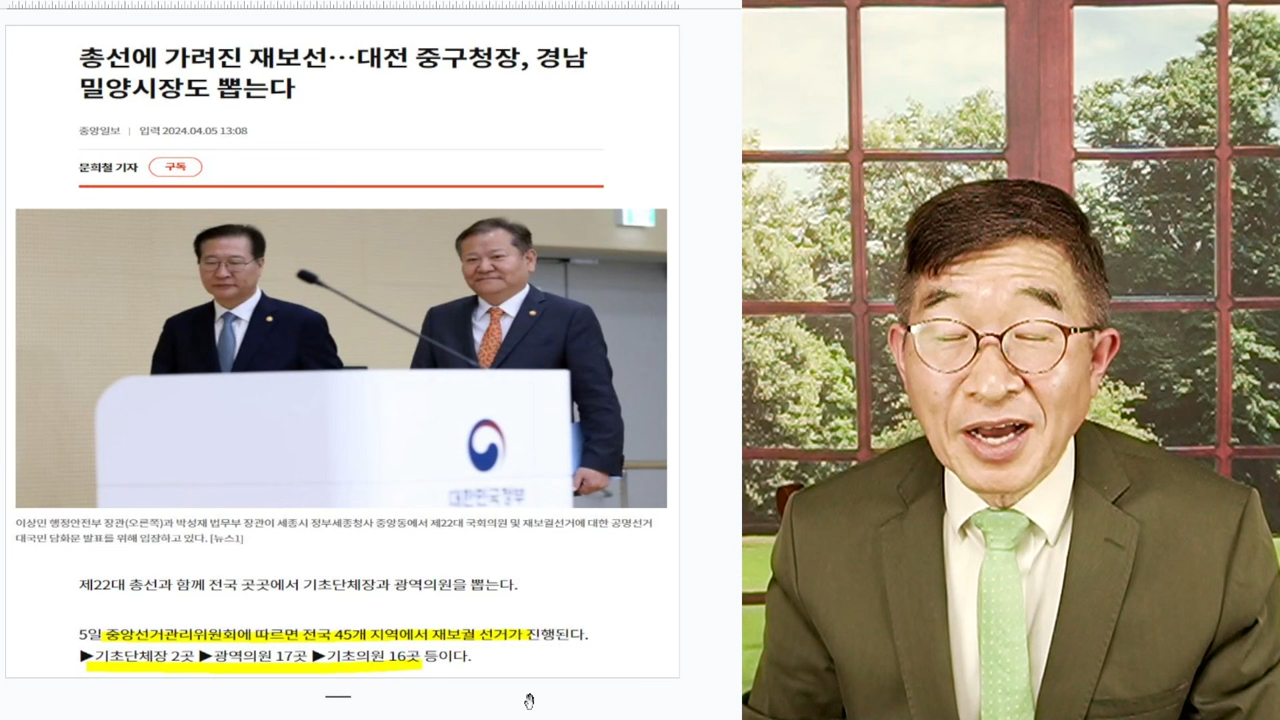 총선에 가려진 재보선…대전 중구청장, 경남
밀양시장도 뽑는다
중앙일보 | 입력 2024.04.05 13:08
문희철 기자 구독
대한민국정부
이상민 행정안전부 장관(오른쪽)과 박성재 법무부 장관이 세종시 정부세종청사 중앙동에서 제22대 국회의원 및 재보궐선거에 대한 공명선거
대국민 담화문 발표를 위해 입장하고 있다. [뉴스1]
제22대 총선과 함께 전국 곳곳에서 기초단체장과 광역의원을 뽑는다.
5일 중앙선거관리위원회에 따르면 전국 45개 지역에서 재보궐 선거가 진행된다.
▶기초단체장 2곳 ▶광역의원 17곳 ▶기초의원 16곳 등이다.